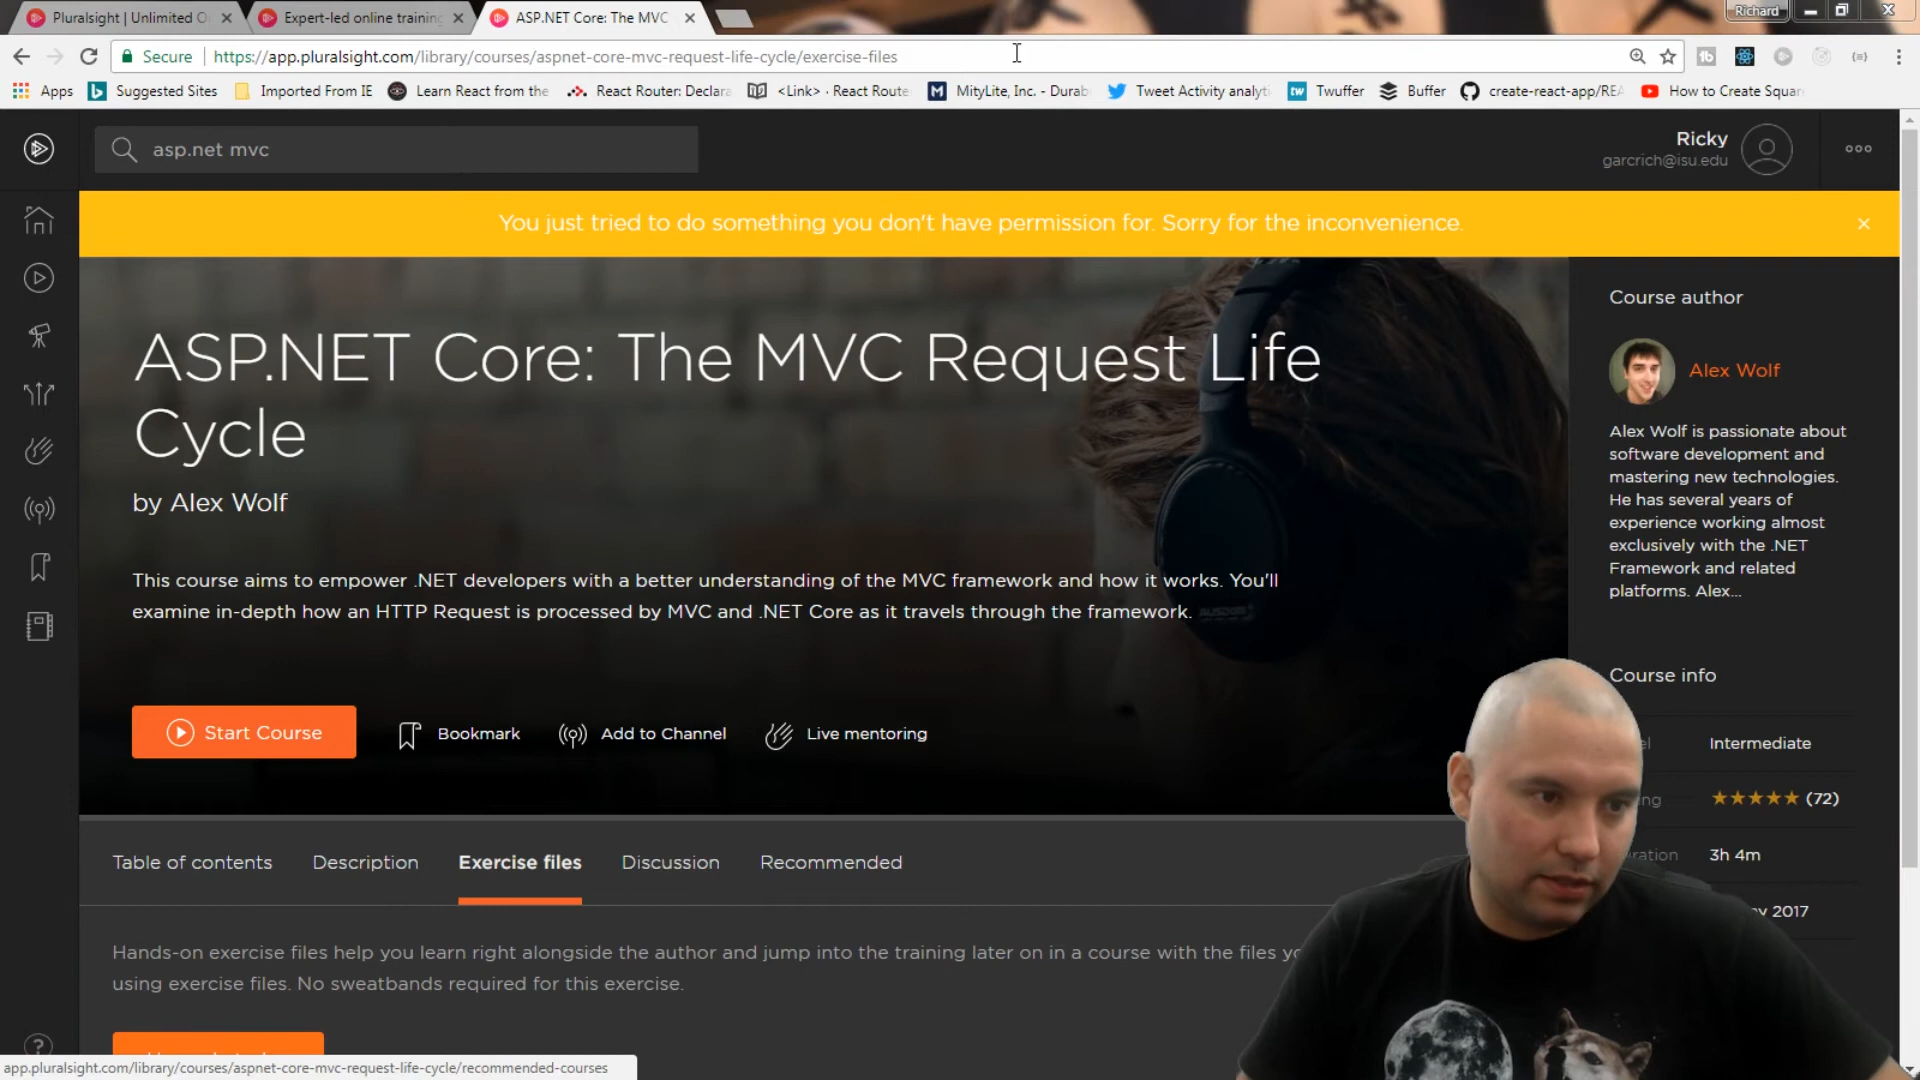 Pluralsight | Unlimited O
Expert-led online training
ASP.NET Core: The MVC
Richard
Secure
https://app.pluralsight.com/library/courses/aspnet-core-mvc-request-life-cycle/exercise-files
Apps
Suggested Sites
Imported From IE
Learn React from the
React Router: Declara
<Link> · React Route
MityLite, Inc. - Durab
Tweet Activity analyti
tw
Twuffer
Buffer
create-react-app/REA
How to Create Squar
asp.net mvc
Ricky
garcrich@isu.edu
You just tried to do something you don't have permission for. Sorry for the inconvenience.
ASP.NET Core: The MVC Request Life
Cycle
by Alex Wolf
This course aims to empower .NET developers with a better understanding of the MVC framework and how it works. You'll
examine in-depth how an HTTP Request is processed by MVC and .NET Core as it travels through the framework.
Start Course
Bookmark
Add to Channel
Live mentoring
Course author
Alex Wolf
Alex Wolf is passionate about
software development and
mastering new technologies.
He has several years of
experience working almost
exclusively with the .NET
Framework and related
platforms. Alex...
Course info
Intermediate
(72)
3h 4m
2017
Table of contents
Description
Exercise files
Discussion
Recommended
Hands-on exercise files help you learn right alongside the author and jump into the training later on in a course with the files yo
using exercise files. No sweatbands required for this exercise.
app.pluralsight.com/library/courses/aspnet-core-mvc-request-life-cycle/recommended-courses